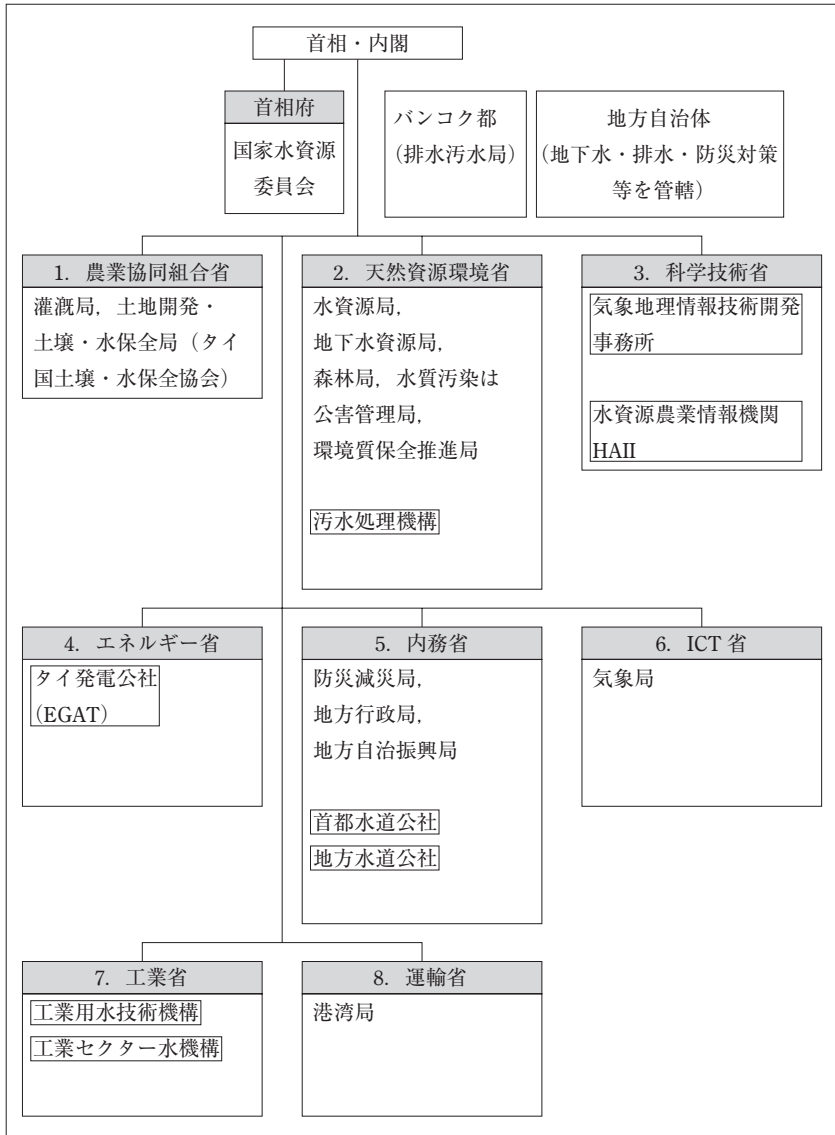 首相・内閣
首相府
国家水資源
委員会
バンコク都
(排水汚水局)
地方自治体
(地下水・排水・防災対策
等を管轄)
1. 農業協同組合省
灌漑局，土地開発・
土壌・水保全局（タイ
国土壌・水保全協会）
2. 天然資源環境省
水資源局，
地下水資源局，
森林局，水質汚染は
公害管理局，
環境質保全推進局
汚水処理機構
3. 科学技術省
気象地理情報技術開発
事務所
水資源農業情報機関
HAII
4. エネルギー省
タイ発電公社
(EGAT)
5. 内務省
防災減災局，
地方行政局，
地方自治振興局
首都水道公社
地方水道公社
6. ICT 省
気象局
7. 工業省
工業用水技術機構
工業セクター水機構
8. 運輸省
港湾局